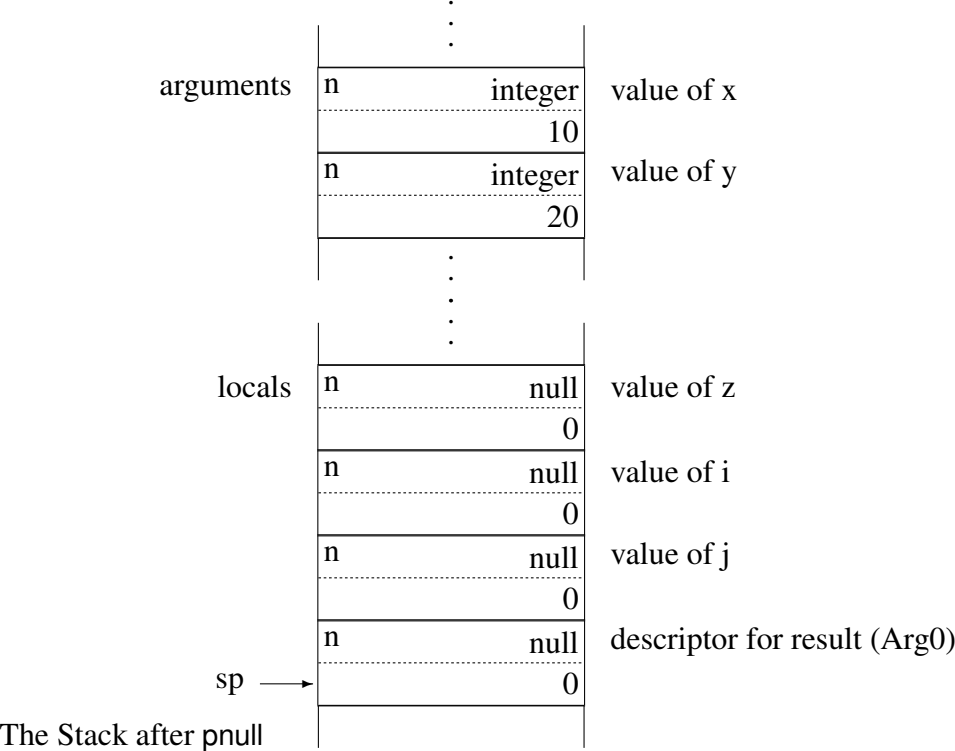 arguments n integer value of x
10
n integer value of y
20
locals n null value of z
0
n null value of i
0
n null value of j
0
n null descriptor for result (Arg0)
sp 0
The Stack after pnull